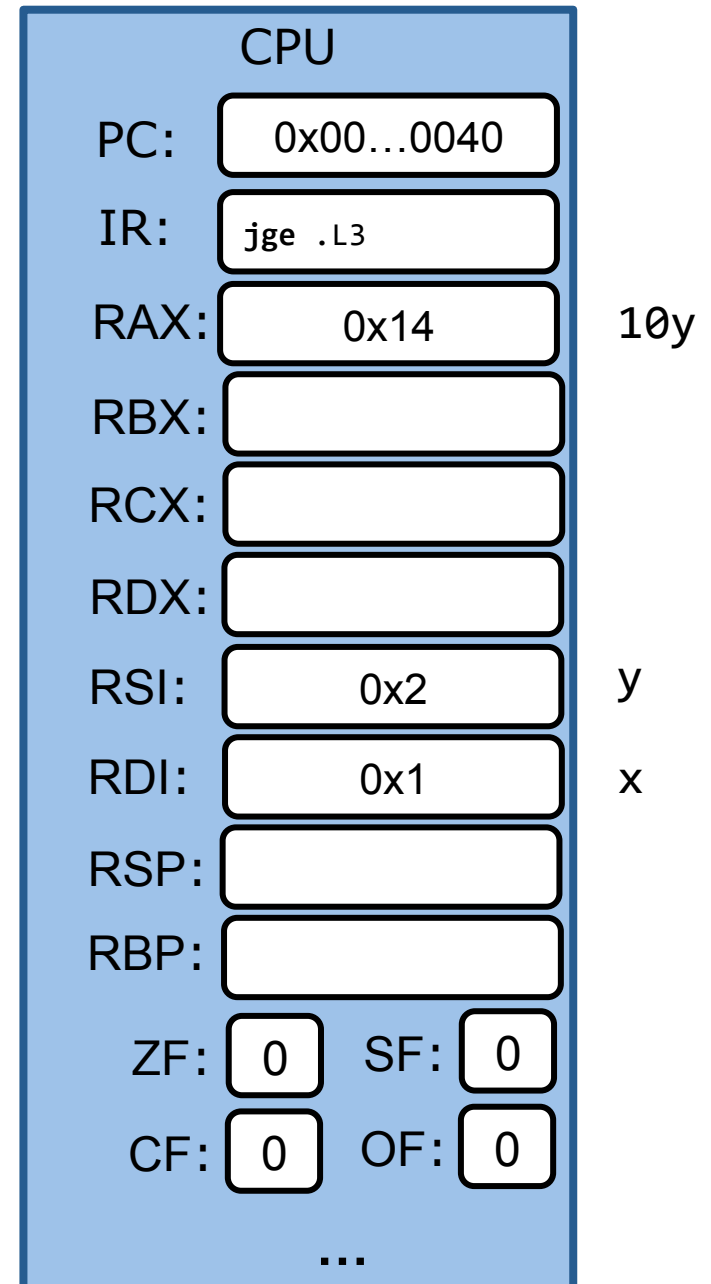 CPU
PC: 0x00...0040
IR: jge .L3
RAX: 0x14 10y
RBX:
RCX:
RDX:
RSI: 0x2 y
RDI: 0x1 x
RSP:
RBP:
ZF: 0 SF: 0
CF: 0 OF: 0
...